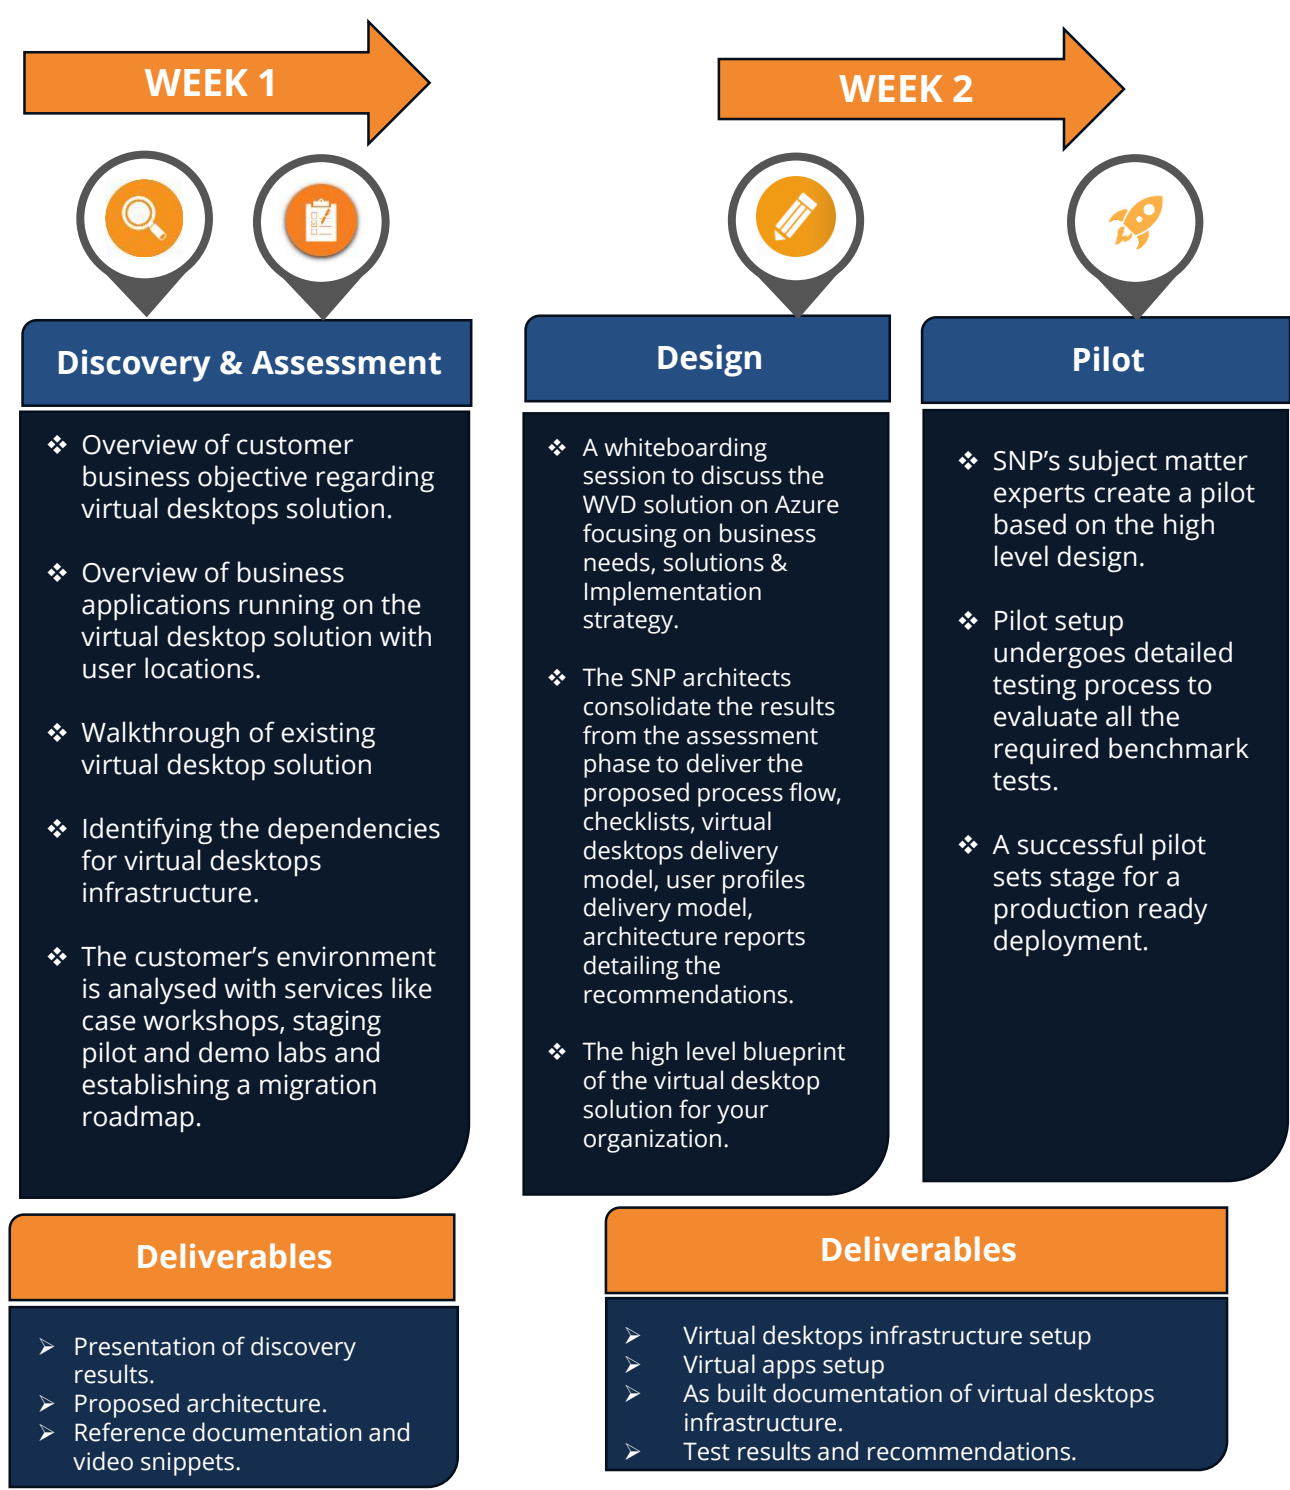 WEEK 1
WEEK 2
Discovery & Assessment
❖ Overview of customer
business objective regarding
virtual desktops solution.
❖ Overview of business
applications running on the
virtual desktop solution with
user locations.
❖ Walkthrough of existing
virtual desktop solution
❖ Identifying the dependencies
for virtual desktops
infrastructure.
❖ The customer’s environment
is analysed with services like
case workshops, staging
pilot and demo labs and
establishing a migration
roadmap.
Design
❖ A whiteboarding
session to discuss the
WVD solution on Azure
focusing on business
needs, solutions &
Implementation
strategy.
❖ The SNP architects
consolidate the results
from the assessment
phase to deliver the
proposed process flow,
checklists, virtual
desktops delivery
model, user profiles
delivery model,
architecture reports
detailing the
recommendations.
❖ The high level blueprint
of the virtual desktop
solution for your
organization.
Pilot
❖ SNP’s subject matter
experts create a pilot
based on the high
level design.
❖ Pilot setup
undergoes detailed
testing process to
evaluate all the
required benchmark
tests.
❖ A successful pilot
sets stage for a
production ready
deployment.
Deliverables
➢ Presentation of discovery
results.
➢ Proposed architecture.
➢ Reference documentation and
video snippets.
Deliverables
➢ Virtual desktops infrastructure setup
➢ Virtual apps setup
➢ As built documentation of virtual desktops
infrastructure.
➢ Test results and recommendations.